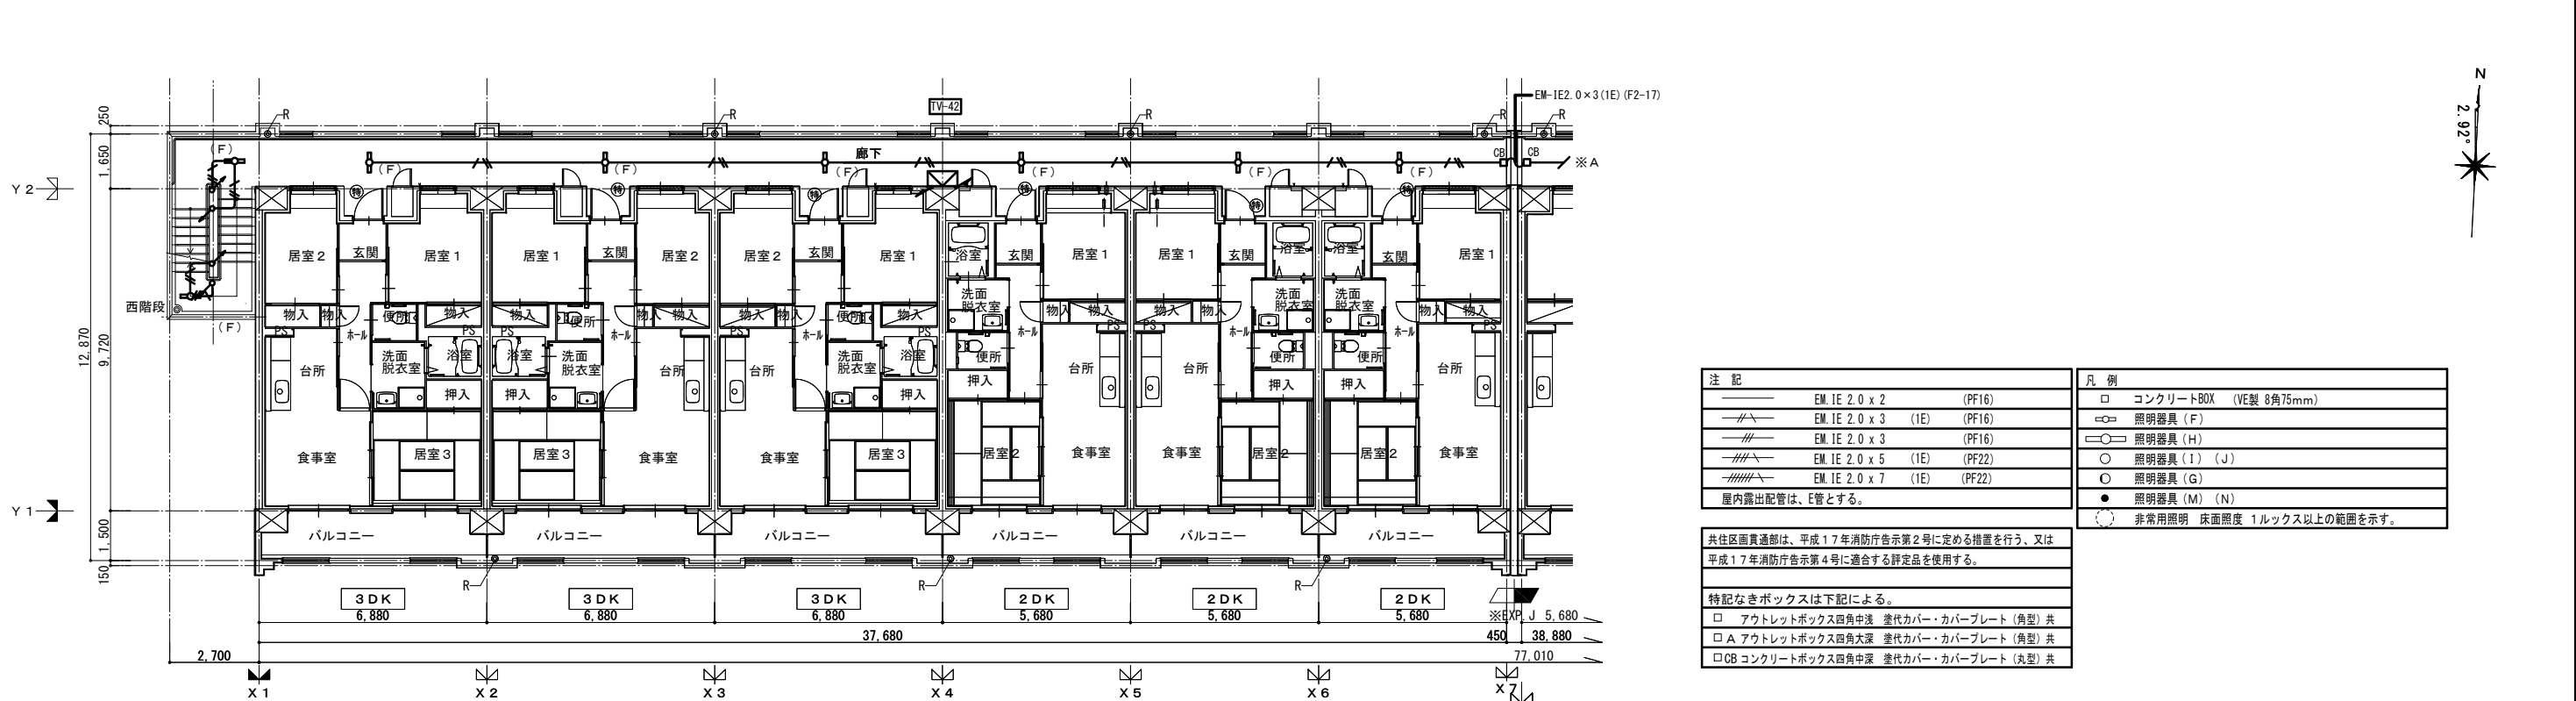 N
2.92°
TV-42
EM-IE2.0×3(1E)(F2-17)
R R R R R
250
1,650
(F)
廊下
CB CB
※A
(F) (F) (F) (F) (F) (F)
Y2
特 特 特 特 特 特
居室2 玄関 居室1 居室1 玄関 居室2 居室2 玄関 居室1 浴室 玄関 居室1 居室1 玄関 浴室 浴室 玄関 居室1
洗面
脱衣室
洗面
脱衣室
洗面
脱衣室
西階段
(F)
物入 物入 便所 物入 物入 便所 物入 物入 物入 物入 便所 物入 物入 物入 物入 物入 物入 物入
PS PS PS PS PS PS PS PS
ホール ホール ホール ホール ホール ホール
12,870
9,720
台所 洗面
脱衣室 浴室 浴室 洗面
脱衣室 台所 台所 洗面
脱衣室 浴室 便所 台所 台所 便所 便所 台所
押入 押入 押入 押入 押入 押入
食事室 居室3 居室3 食事室 食事室 居室3 居室2 食事室 食事室 居室2 居室2 食事室
Y1
1,500
150
バルコニー バルコニー バルコニー バルコニー バルコニー バルコニー
R R R
3DK 3DK 3DK 2DK 2DK 2DK
6,880 6,880 6,880 5,680 5,680 5,680 ※EXP.J 5,680
37,680 450 38,880
2,700 77,010
X1 X2 X3 X4 X5 X6 X7
注 記
EM.IE 2.0 x 2 (PF16)
EM.IE 2.0 x 3 (1E) (PF16)
EM.IE 2.0 x 3 (PF16)
EM.IE 2.0 x 5 (1E) (PF22)
EM.IE 2.0 x 7 (1E) (PF22)
屋内露出配管は、E管とする。
凡 例
コンクリートBOX (VE製 8角75mm)
照明器具(F)
照明器具(H)
照明器具(I)(J)
照明器具(G)
照明器具(M)(N)
非常用照明 床面照度 1ルックス以上の範囲を示す。
共住区画貫通部は、平成17年消防庁告示第2号に定める措置を行う、又は
平成17年消防庁告示第4号に適合する評定品を使用する。
特記なきボックスは下記による。
□ アウトレットボックス四角中浅 塗代カバー・カバープレート(角型)共
□A アウトレットボックス四角大深 塗代カバー・カバープレート(角型)共
□CB コンクリートボックス四角中深 塗代カバー・カバープレート(丸型)共